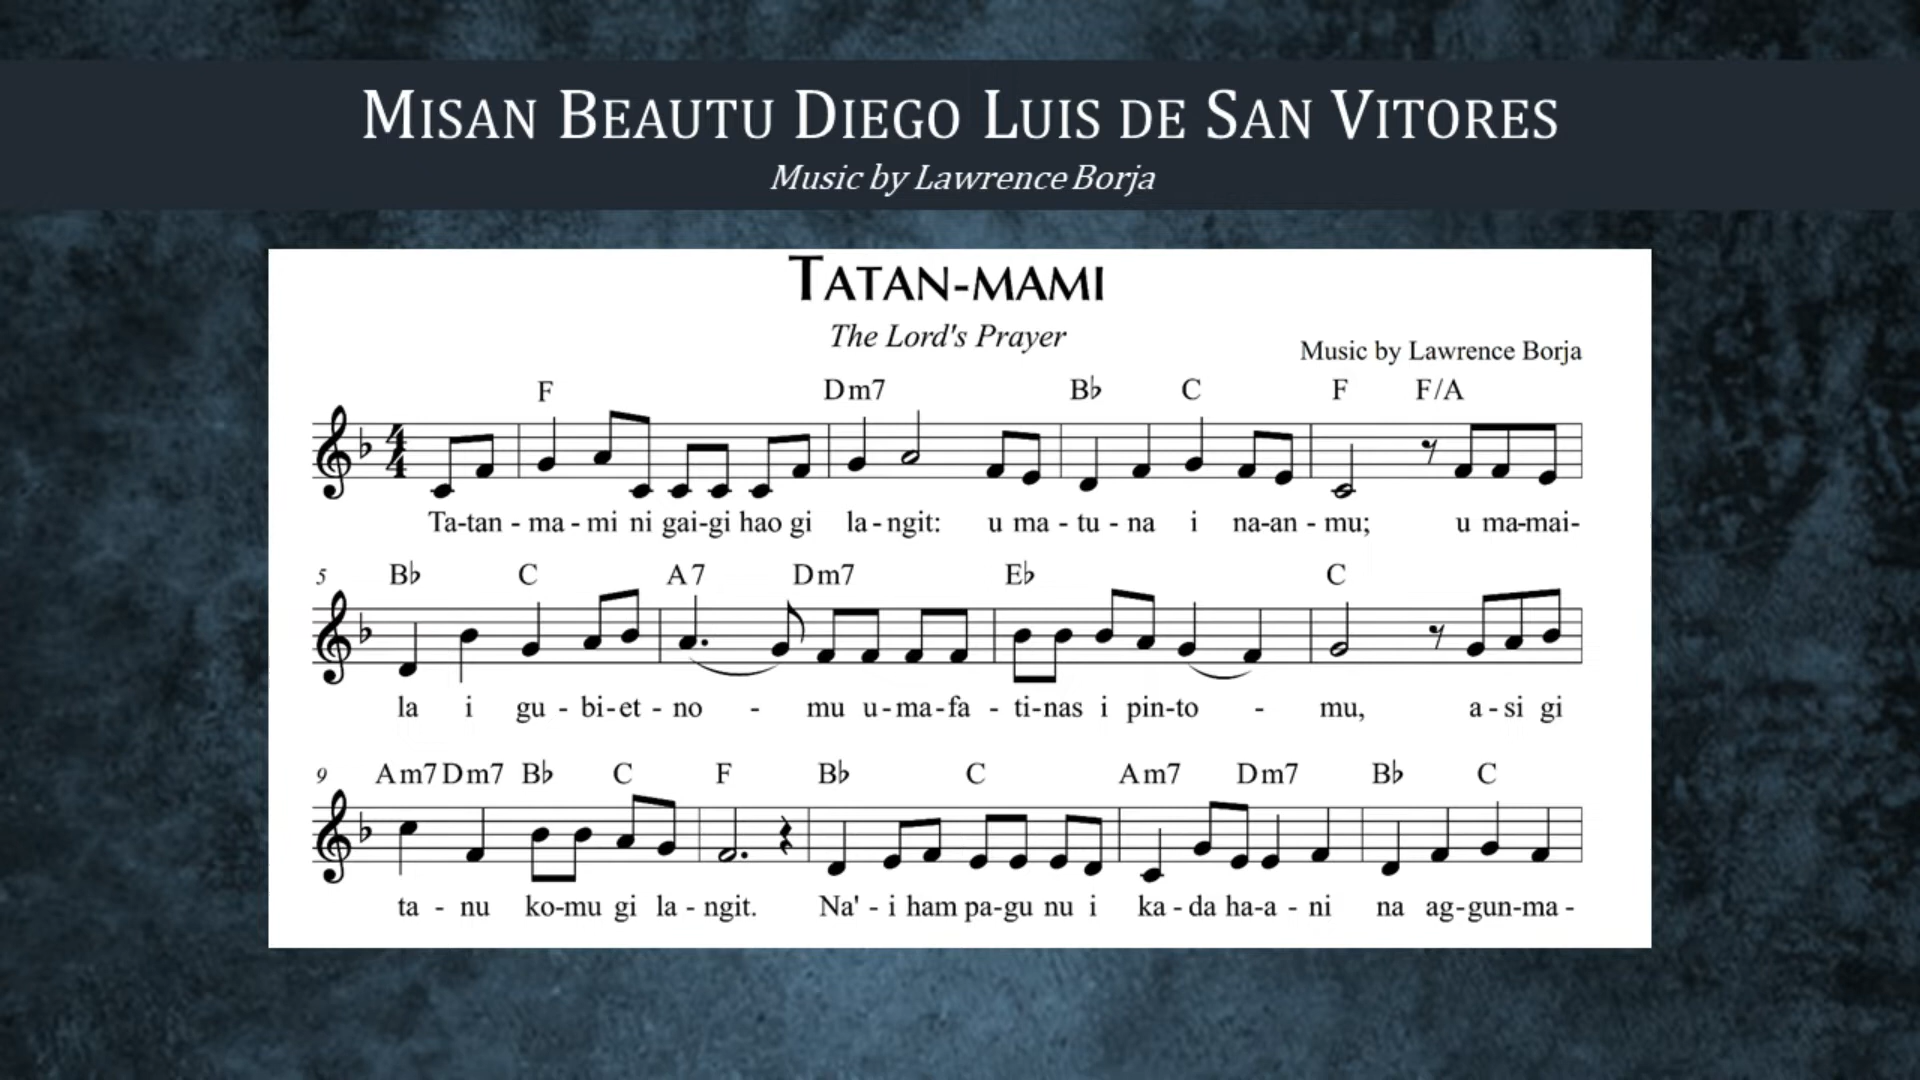 MISAN BEAUTU DIEGO LUIS DE SAN VITORES
Music by Lawrence Borja
TATAN-MAMI
The Lord's Prayer
Music by Lawrence Borja
F Dm7 B♭ C F F/A
4/4
Ta-tan - ma - mi ni gai-gi hao gi la - ngit: u ma - tu - na i na-an - mu; u ma-mai-
5 B♭ C A7 Dm7 E♭ C
la i gu - bi-et - no - mu u-ma-fa - ti-nas i pin-to - mu, a - si gi
9 Am7 Dm7 B♭ C F B♭ C Am7 Dm7 B♭ C
ta - nu ko-mu gi la - ngit. Na' - i ham pa-gu nu i ka - da ha-a - ni na ag-gun-ma -